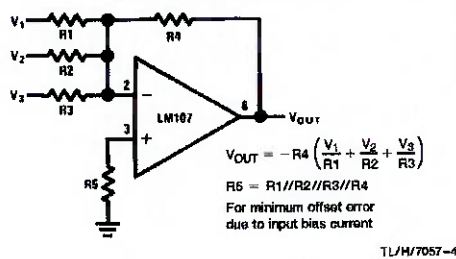 V1
R1
R4
V2
R2
V3
R3
2
6
LM107
VOUT
3
R5
VOUT = −R4 (V1/R1 + V2/R2 + V3/R3)
R5 = R1//R2//R3//R4
For minimum offset error
due to input bias current
TL/H/7057–4